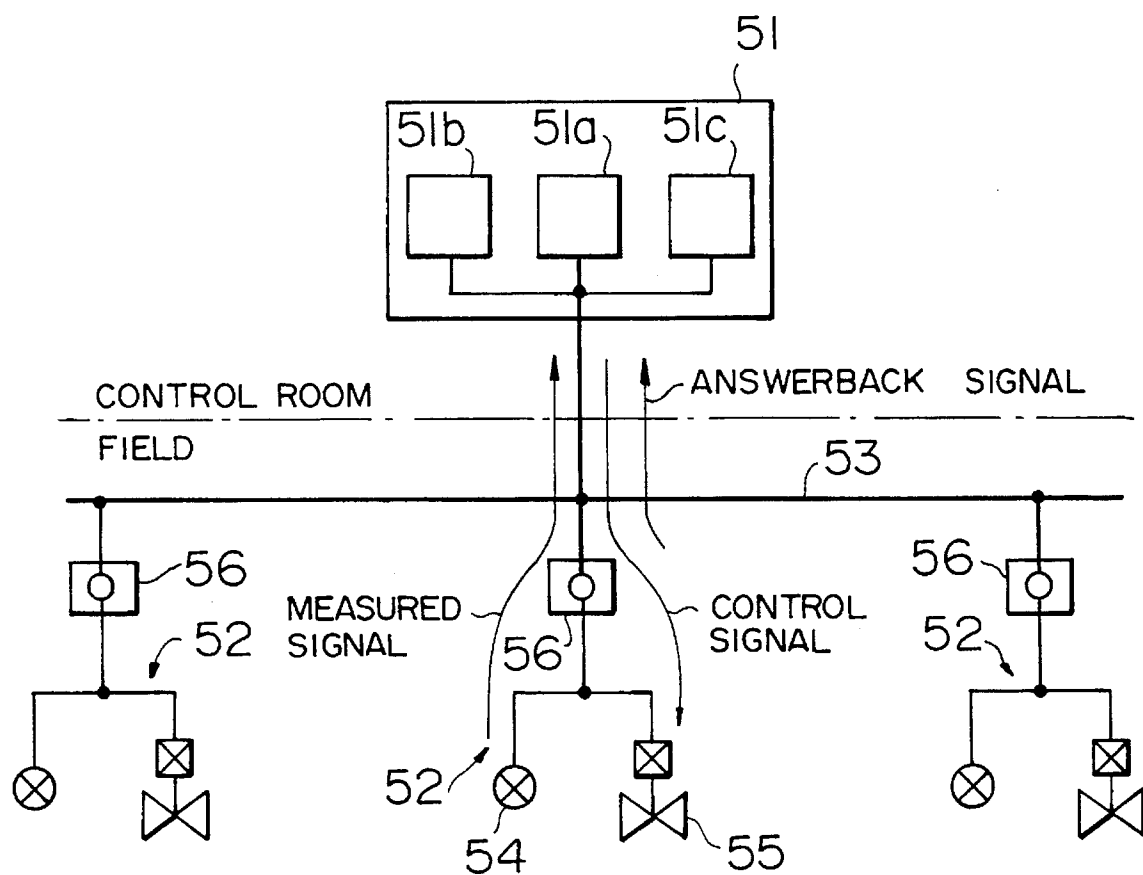 51
51b 51a 51c
CONTROL ROOM
ANSWERBACK SIGNAL
FIELD
53
56
56
MEASURED
SIGNAL
CONTROL
SIGNAL
56
52
52
52
54
55